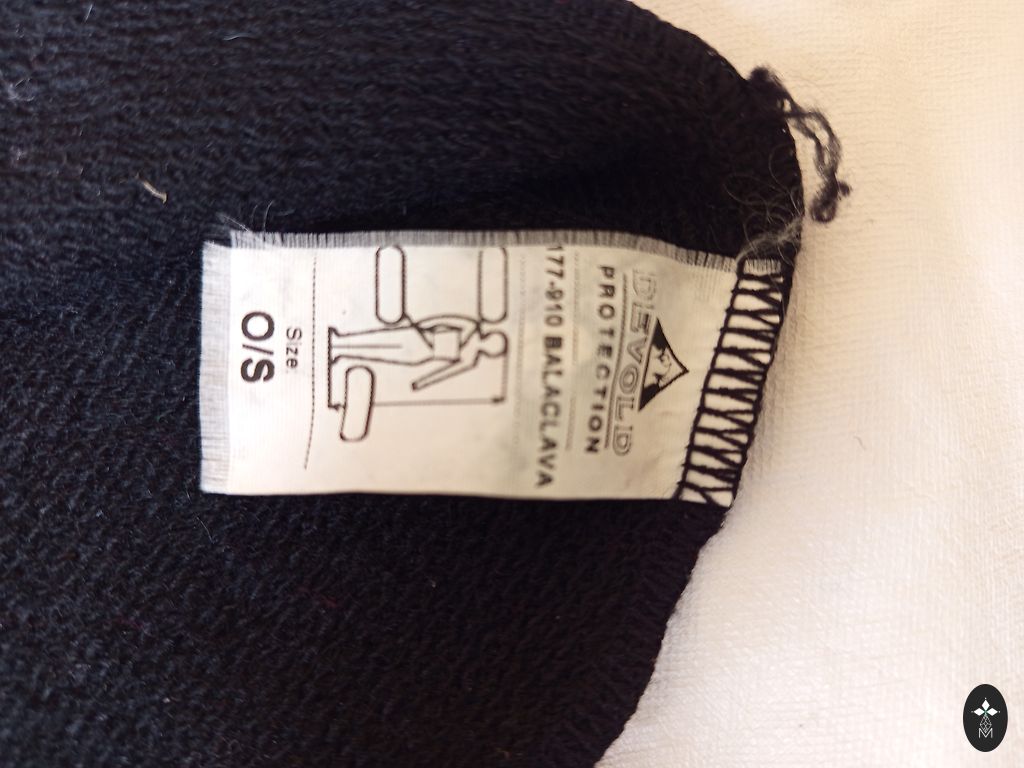 DEVOLD
PROTECTION
177-910 BALACLAVA
Size:
O/S
M